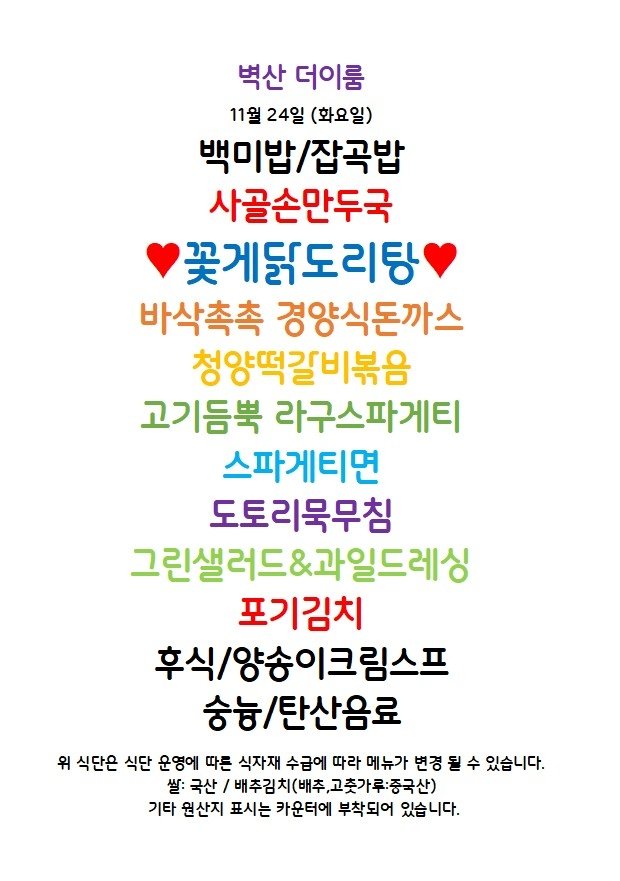 벽산 더이룸
11월 24일 (화요일)
백미밥/잡곡밥
사골손만두국
♥꽃게닭도리탕♥
바삭촉촉 경양식돈까스
청양떡갈비볶음
고기듬뿍 라구스파게티
스파게티면
도토리묵무침
그린샐러드&과일드레싱
포기김치
후식/양송이크림스프
숭늉/탄산음료
위 식단은 식단 운영에 따른 식자재 수급에 따라 메뉴가 변경 될 수 있습니다.
쌀: 국산 / 배추김치(배추,고춧가루:중국산)
기타 원산지 표시는 카운터에 부착되어 있습니다.